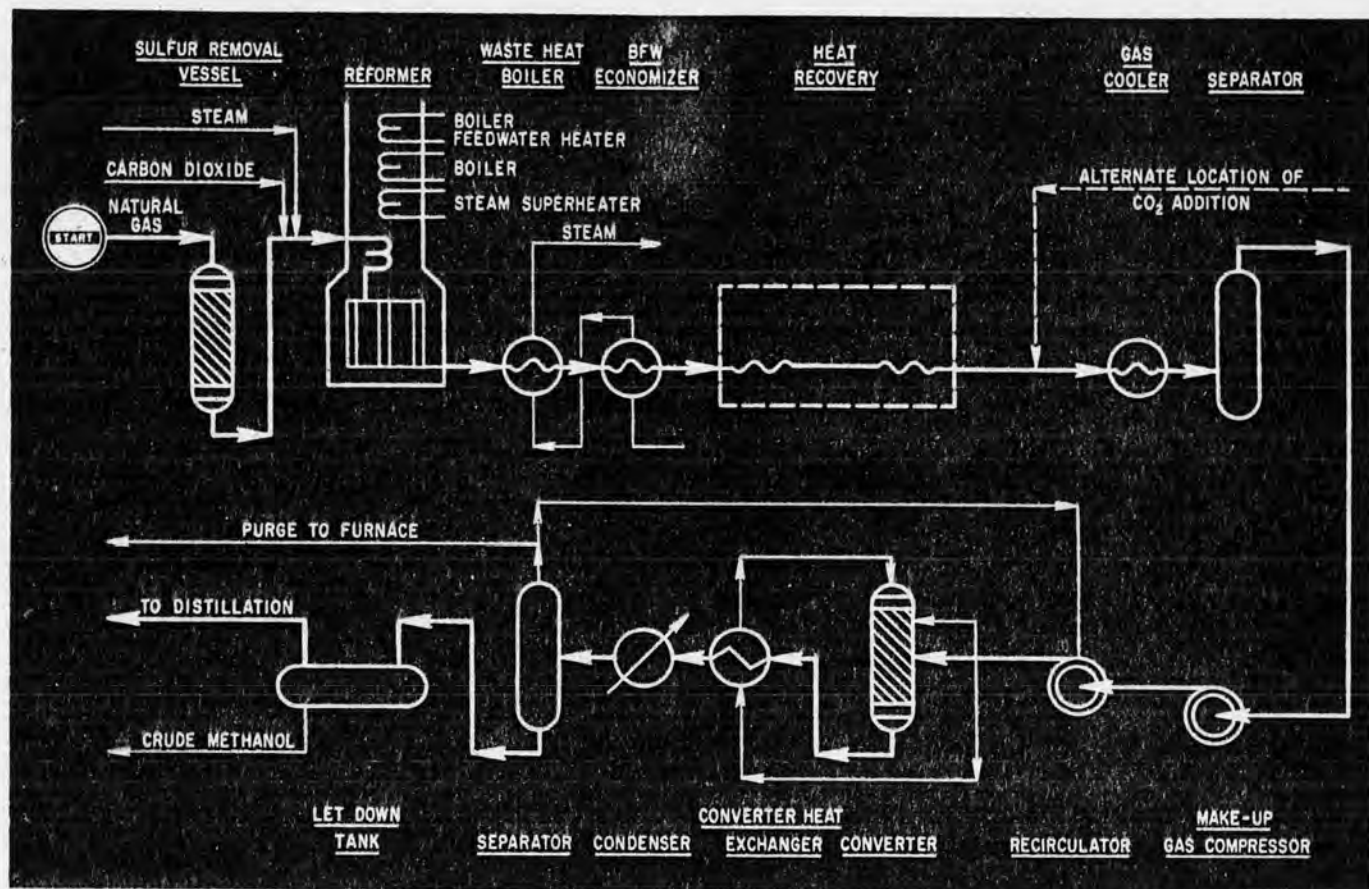 SULFUR REMOVAL
VESSEL
REFORMER
WASTE HEAT
BOILER
BFW
ECONOMIZER
HEAT
RECOVERY
GAS
COOLER
SEPARATOR
STEAM
BOILER
FEEDWATER HEATER
CARBON DIOXIDE
BOILER
ALTERNATE LOCATION OF
CO₂ ADDITION
NATURAL
GAS
START
STEAM SUPERHEATER
STEAM
PURGE TO FURNACE
TO DISTILLATION
CRUDE METHANOL
LET DOWN
TANK
SEPARATOR
CONDENSER
CONVERTER HEAT
EXCHANGER
CONVERTER
RECIRCULATOR
MAKE-UP
GAS COMPRESSOR